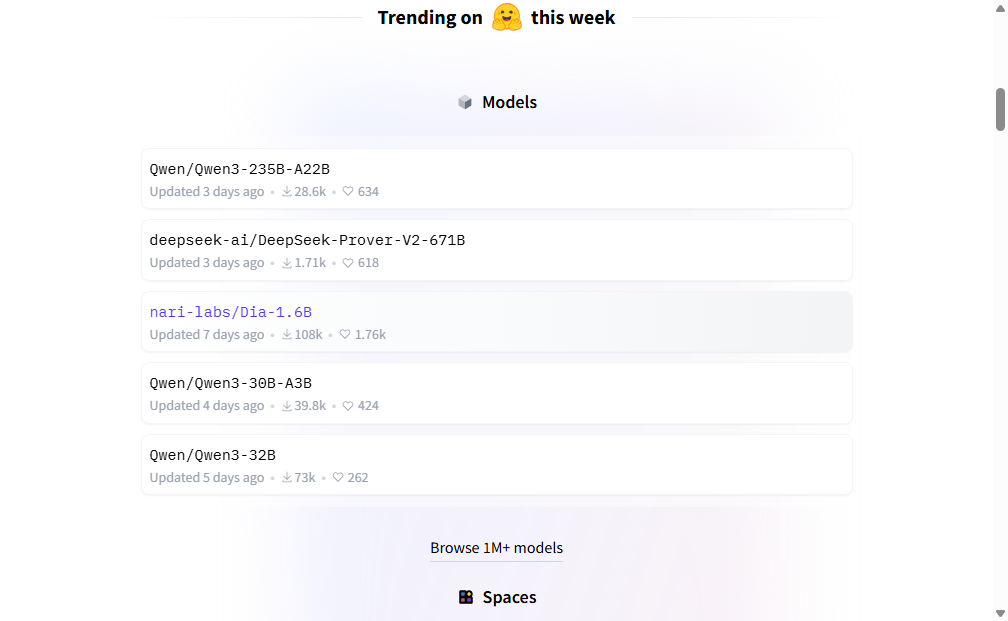 Trending on 🤗 this week
Models
Qwen/Qwen3-235B-A22B
Updated 3 days ago • 28.6k • 634
deepseek-ai/DeepSeek-Prover-V2-671B
Updated 3 days ago • 1.71k • 618
nari-labs/Dia-1.6B
Updated 7 days ago • 108k • 1.76k
Qwen/Qwen3-30B-A3B
Updated 4 days ago • 39.8k • 424
Qwen/Qwen3-32B
Updated 5 days ago • 73k • 262
Browse 1M+ models
Spaces